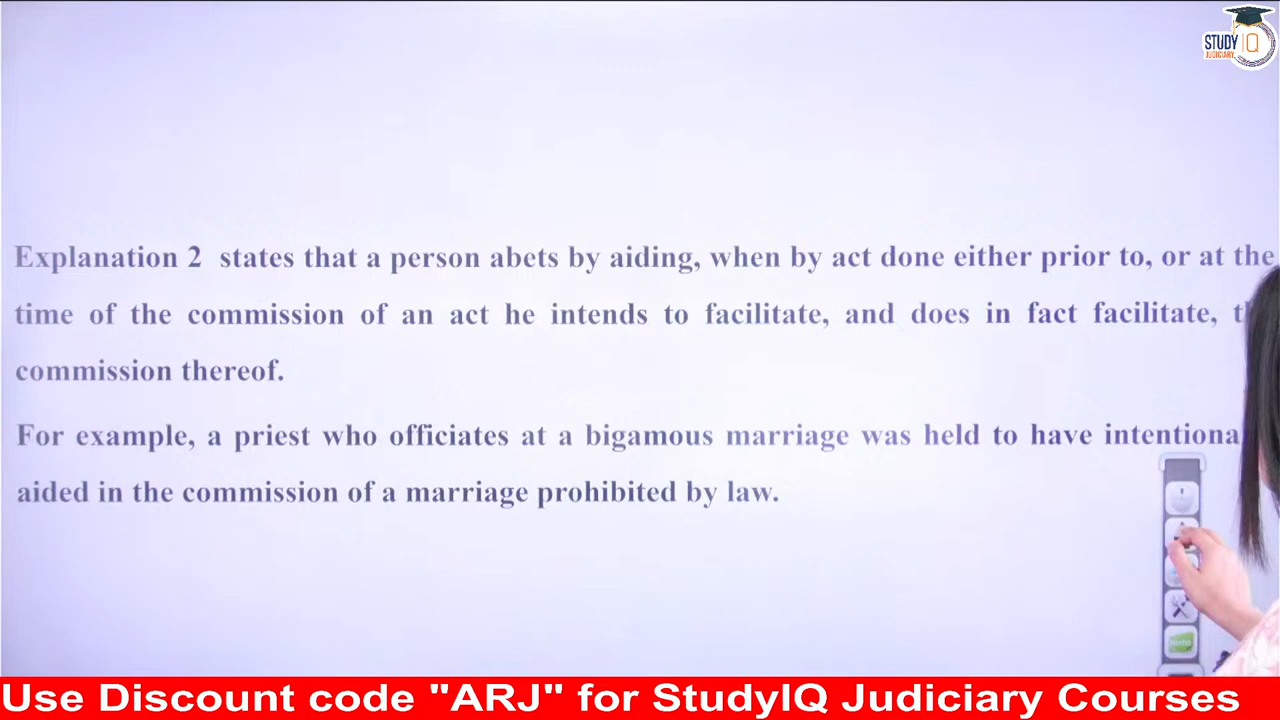 STUDY IQ
JUDICIARY
Explanation 2 states that a person abets by aiding, when by act done either prior to, or at the
time of the commission of an act he intends to facilitate, and does in fact facilitate,
commission thereof.
For example, a priest who officiates at a bigamous marriage was held to have
aided in the commission of a marriage prohibited by law.
Use Discount code "ARJ" for StudyIQ Judiciary Courses